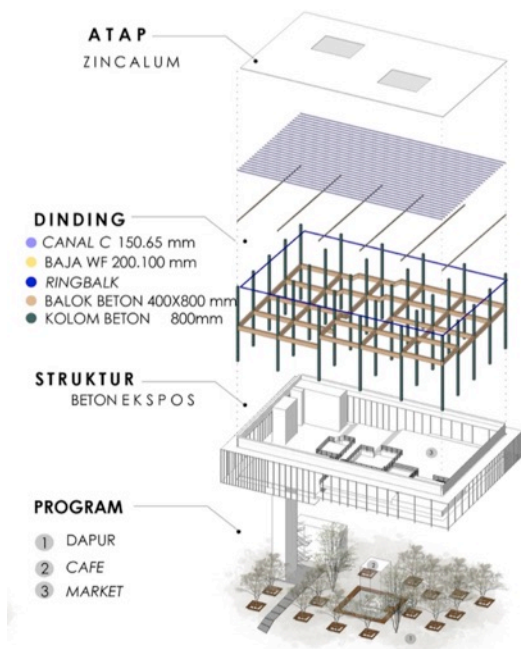 ATAP
ZINCALUM
DINDING
CANAL C 150.65 mm
BAJA WF 200.100 mm
RINGBALK
BALOK BETON 400X800 mm
KOLOM BETON 800mm
STRUKTUR
BETON EKSPOS
3
PROGRAM
1 DAPUR
2 CAFE
3 MARKET